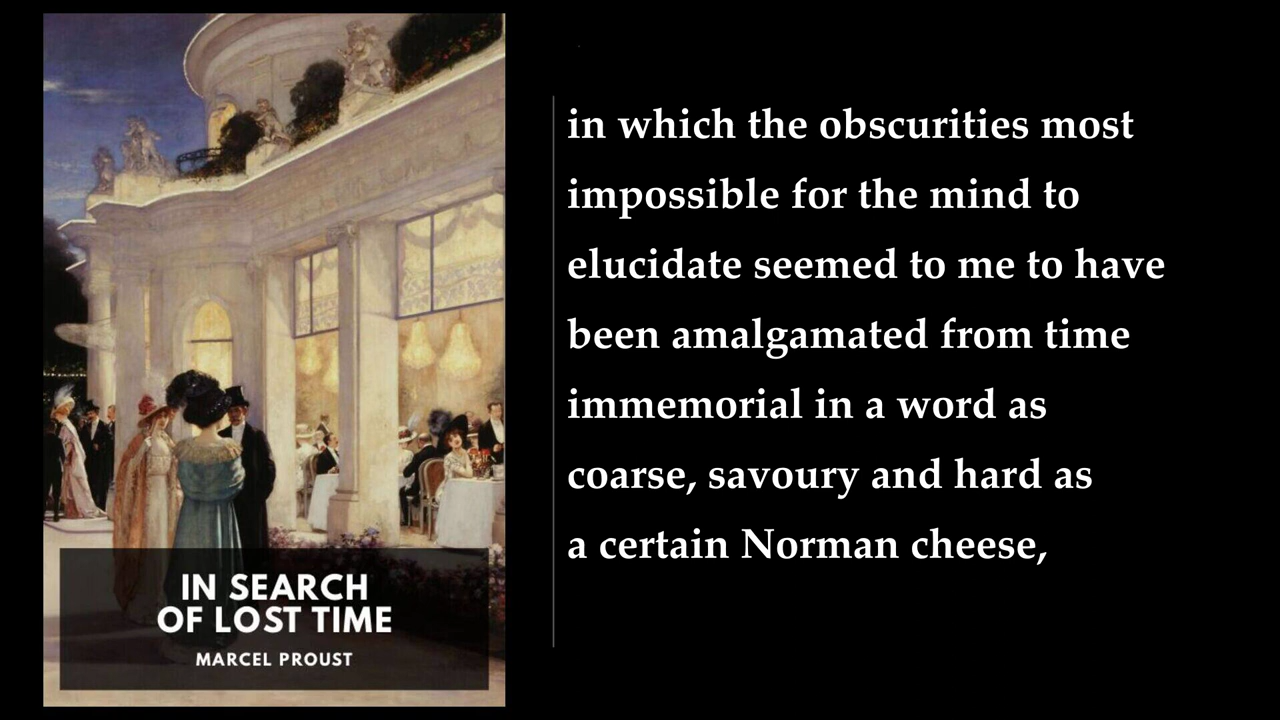 IN SEARCH
OF LOST TIME
MARCEL PROUST
in which the obscurities most
impossible for the mind to
elucidate seemed to me to have
been amalgamated from time
immemorial in a word as
coarse, savoury and hard as
a certain Norman cheese,